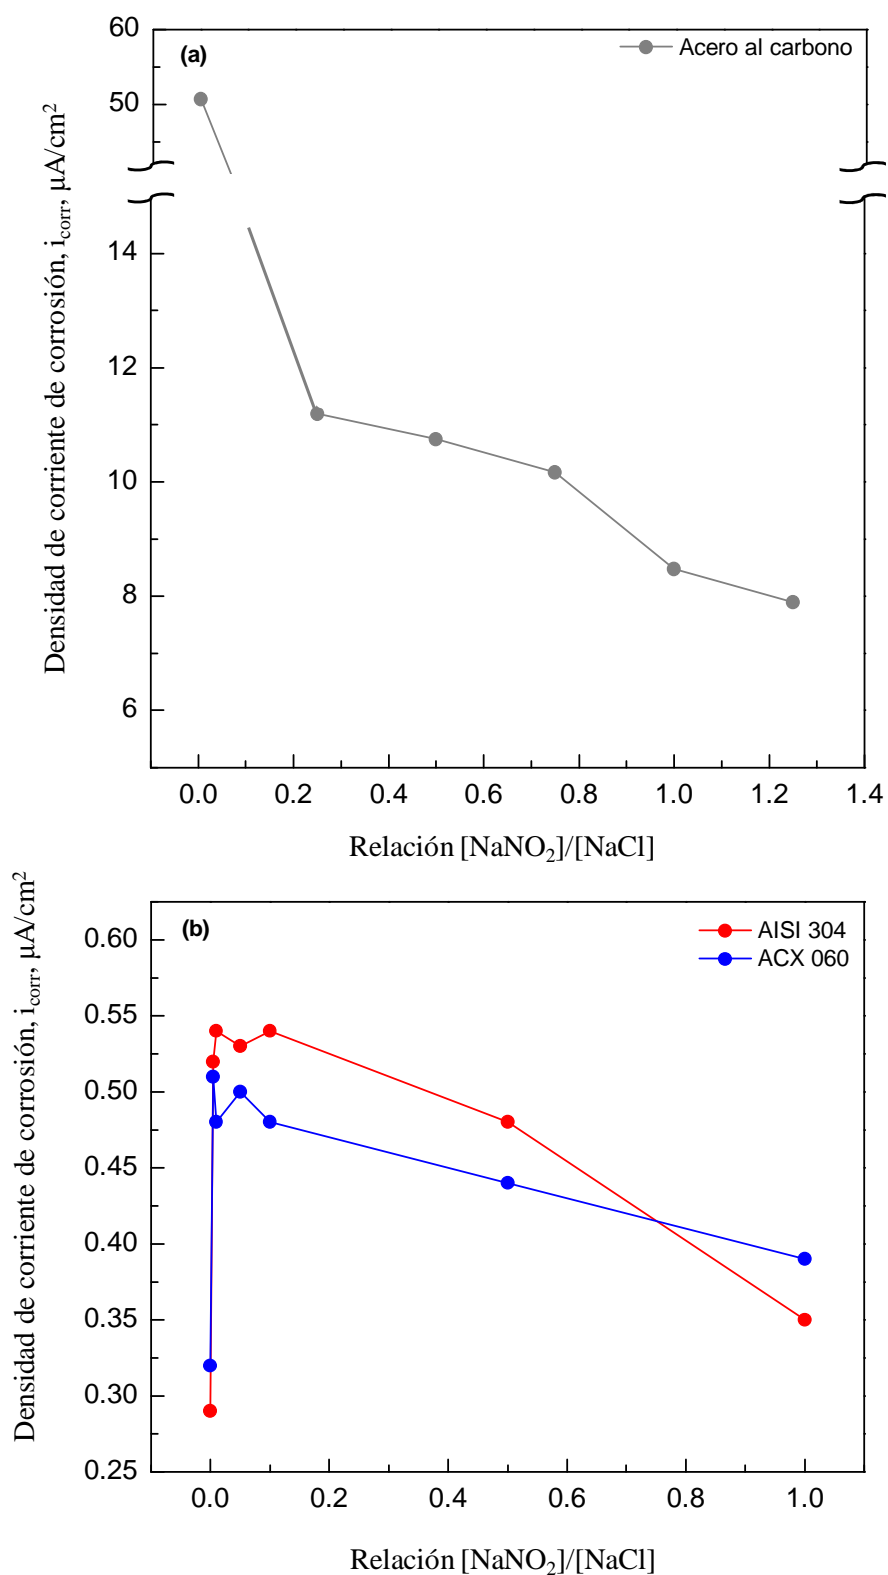 (a)
Acero al carbono
Densidad de corriente de corrosión, i_corr, μA/cm²
60
50
14
12
10
8
6
0.0 0.2 0.4 0.6 0.8 1.0 1.2 1.4
Relación [NaNO₂]/[NaCl]
(b)
AISI 304
ACX 060
Densidad de corriente de corrosión, i_corr, μA/cm²
0.60
0.55
0.50
0.45
0.40
0.35
0.30
0.25
0.0 0.2 0.4 0.6 0.8 1.0
Relación [NaNO₂]/[NaCl]